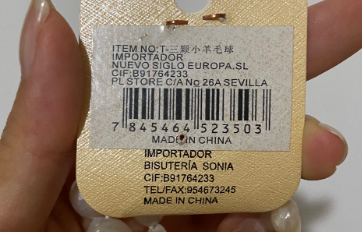 ITEM NO:T-三颗小羊毛球
IMPORTADOR
NUEVO SIGLO EUROPA.SL
CIF:B91764233
PL STORE C/A Nº 26A SEVILLA
7 845464 523503
MADE IN CHINA
IMPORTADOR
BISUTERÍA SONIA
CIF:B91764233
TEL/FAX:954673245
MADE IN CHINA